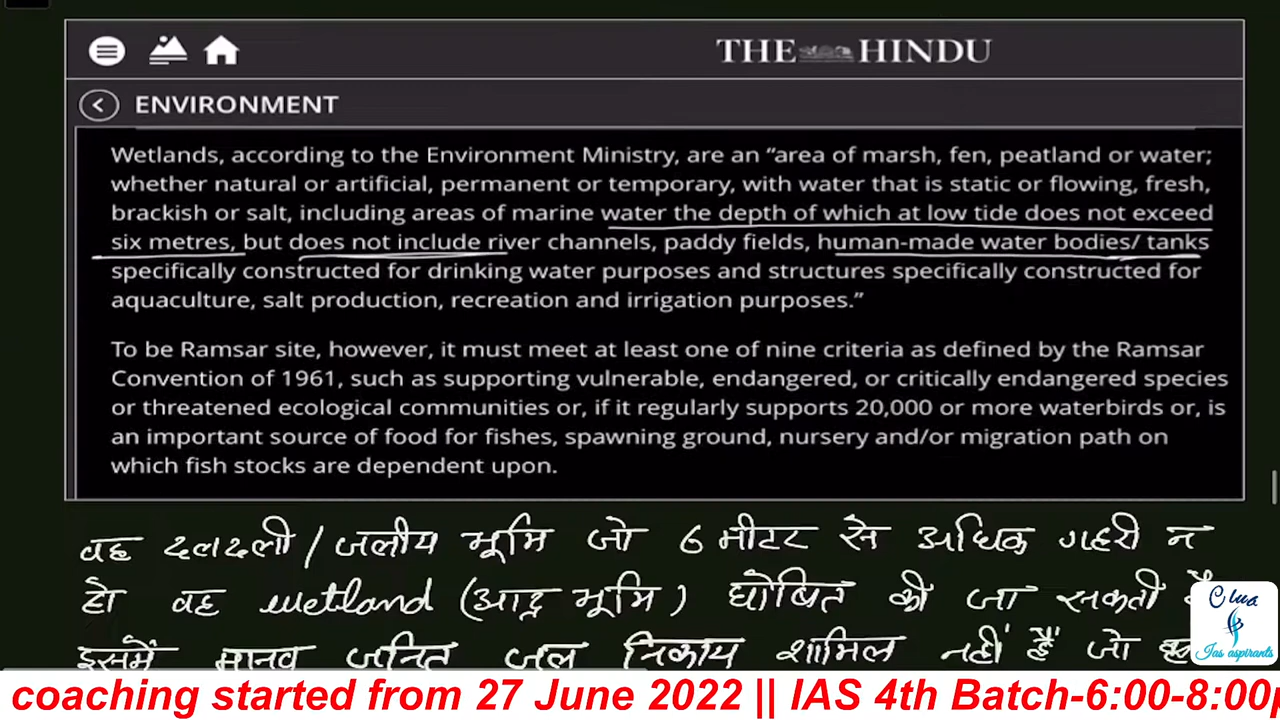 THE HINDU
ENVIRONMENT
Wetlands, according to the Environment Ministry, are an “area of marsh, fen, peatland or water;
whether natural or artificial, permanent or temporary, with water that is static or flowing, fresh,
brackish or salt, including areas of marine water the depth of which at low tide does not exceed
six metres, but does not include river channels, paddy fields, human-made water bodies/ tanks
specifically constructed for drinking water purposes and structures specifically constructed for
aquaculture, salt production, recreation and irrigation purposes.”
To be Ramsar site, however, it must meet at least one of nine criteria as defined by the Ramsar
Convention of 1961, such as supporting vulnerable, endangered, or critically endangered species
or threatened ecological communities or, if it regularly supports 20,000 or more waterbirds or, is
an important source of food for fishes, spawning ground, nursery and/or migration path on
which fish stocks are dependent upon.
वह दलदली / जलीय भूमि जो 6 मीटर से अधिक गहरी न
हो वह wetland (आद्र भूमि) घोषित की जा सकती
इसमें मानव जनित जल निकाय शामिल नहीं हैं जो
Ias aspirants
coaching started from 27 June 2022 || IAS 4th Batch-6:00-8:00p